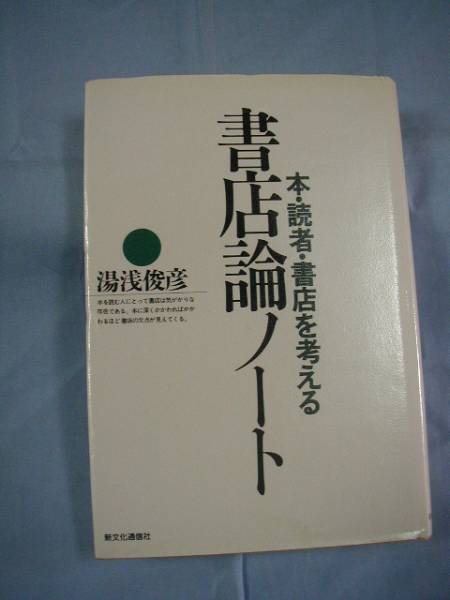 本・読者・書店を考える
書店論ノート
湯浅俊彦
本を読む人にとって書店は気がかりな
存在である。本に深くかかわればかか
わるほど書店の欠点が見えてくる。
新文化通信社